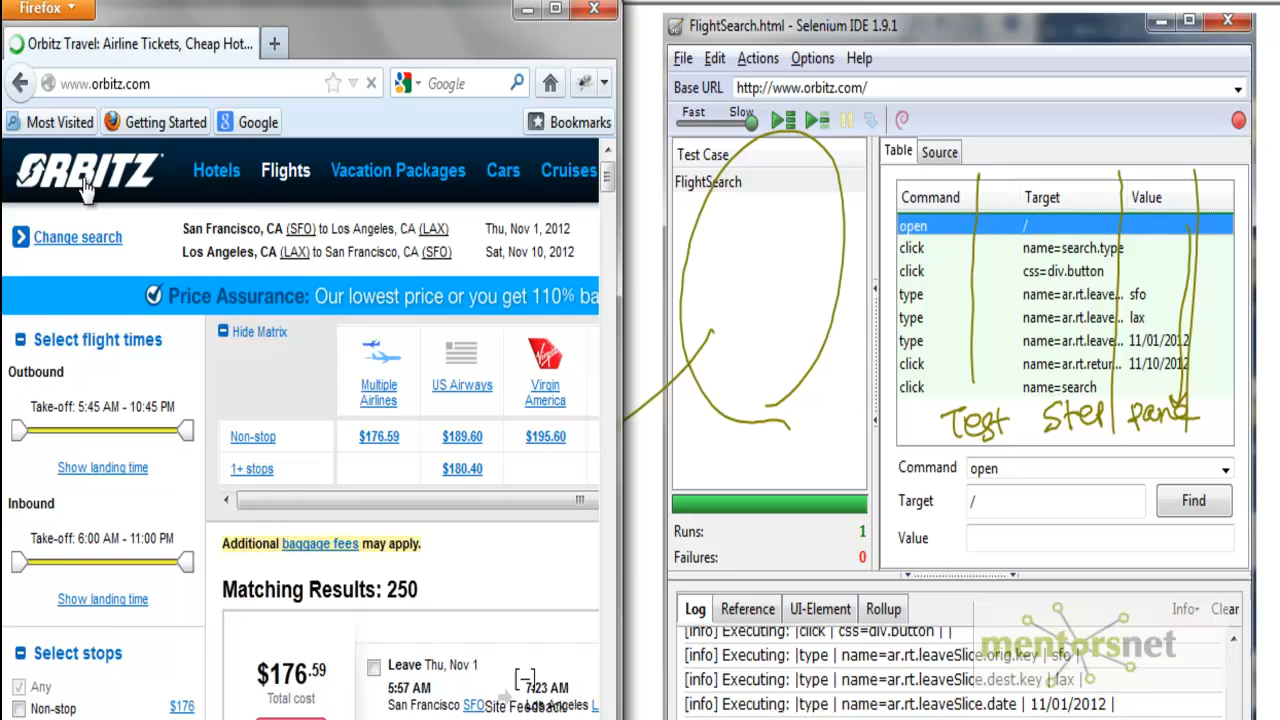 Firefox
Orbitz Travel: Airline Tickets, Cheap Hot...
www.orbitz.com
Google
Most Visited
Getting Started
Google
Bookmarks
ORBITZ
Hotels
Flights
Vacation Packages
Cars
Cruises
Change search
San Francisco, CA (SFO) to Los Angeles, CA (LAX)
Thu, Nov 1, 2012
Los Angeles, CA (LAX) to San Francisco, CA (SFO)
Sat, Nov 10, 2012
Price Assurance: Our lowest price or you get 110% ba
Select flight times
Outbound
Take-off: 5:45 AM - 10:45 PM
Show landing time
Inbound
Take-off: 6:00 AM - 11:00 PM
Show landing time
Select stops
Any
Non-stop
$176
Hide Matrix
Multiple Airlines
US Airways
Virgin America
Non-stop
$176.59
$189.60
$195.60
1+ stops
$180.40
Additional baggage fees may apply.
Matching Results: 250
$176.59
Total cost
Leave Thu, Nov 1
5:57 AM
7:23 AM
San Francisco SFO
Los Angeles
Site Feedback
[-]
FlightSearch.html - Selenium IDE 1.9.1
File Edit Actions Options Help
Base URL http://www.orbitz.com/
Fast Slow
Test Case
FlightSearch
Runs: 1
Failures: 0
Table Source
Command Target Value
open /
click name=search.type
click css=div.button
type name=ar.rt.leave... sfo
type name=ar.rt.leave... lax
type name=ar.rt.leave... 11/01/2012
click name=ar.rt.retur... 11/10/2012
click name=search
Test Step
Command open
Target / Find
Value
Log Reference UI-Element Rollup Info Clear
[info] Executing: |click | css=div.button | |
[info] Executing: |type | name=ar.rt.leaveSlice.orig.key | sfo |
[info] Executing: |type | name=ar.rt.leaveSlice.dest.key | lax |
[info] Executing: |type | name=ar.rt.leaveSlice.date | 11/01/2012 |
mentorsnet